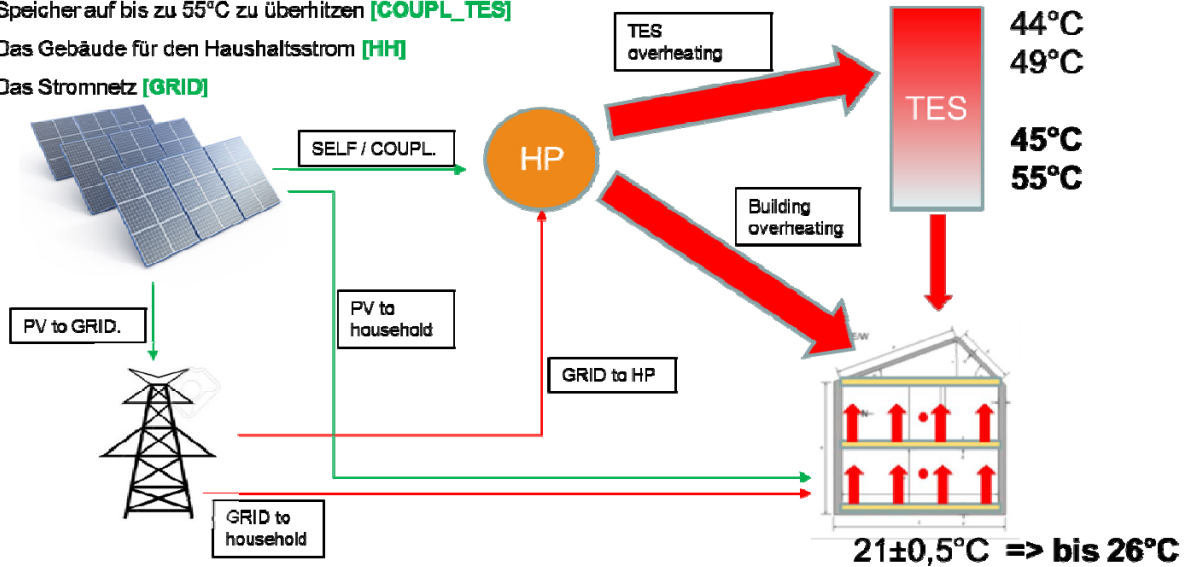 Speicher auf bis zu 55°C zu überhitzen [COUPL_TES]
Das Gebäude für den Haushaltsstrom [HH]
Das Stromnetz [GRID]
TES
overheating
44°C
49°C
TES
45°C
55°C
SELF / COUPL.
HP
Building
overheating
PV to GRID.
PV to
household
GRID to HP
E/W
N
GRID to
household
21±0,5°C => bis 26°C